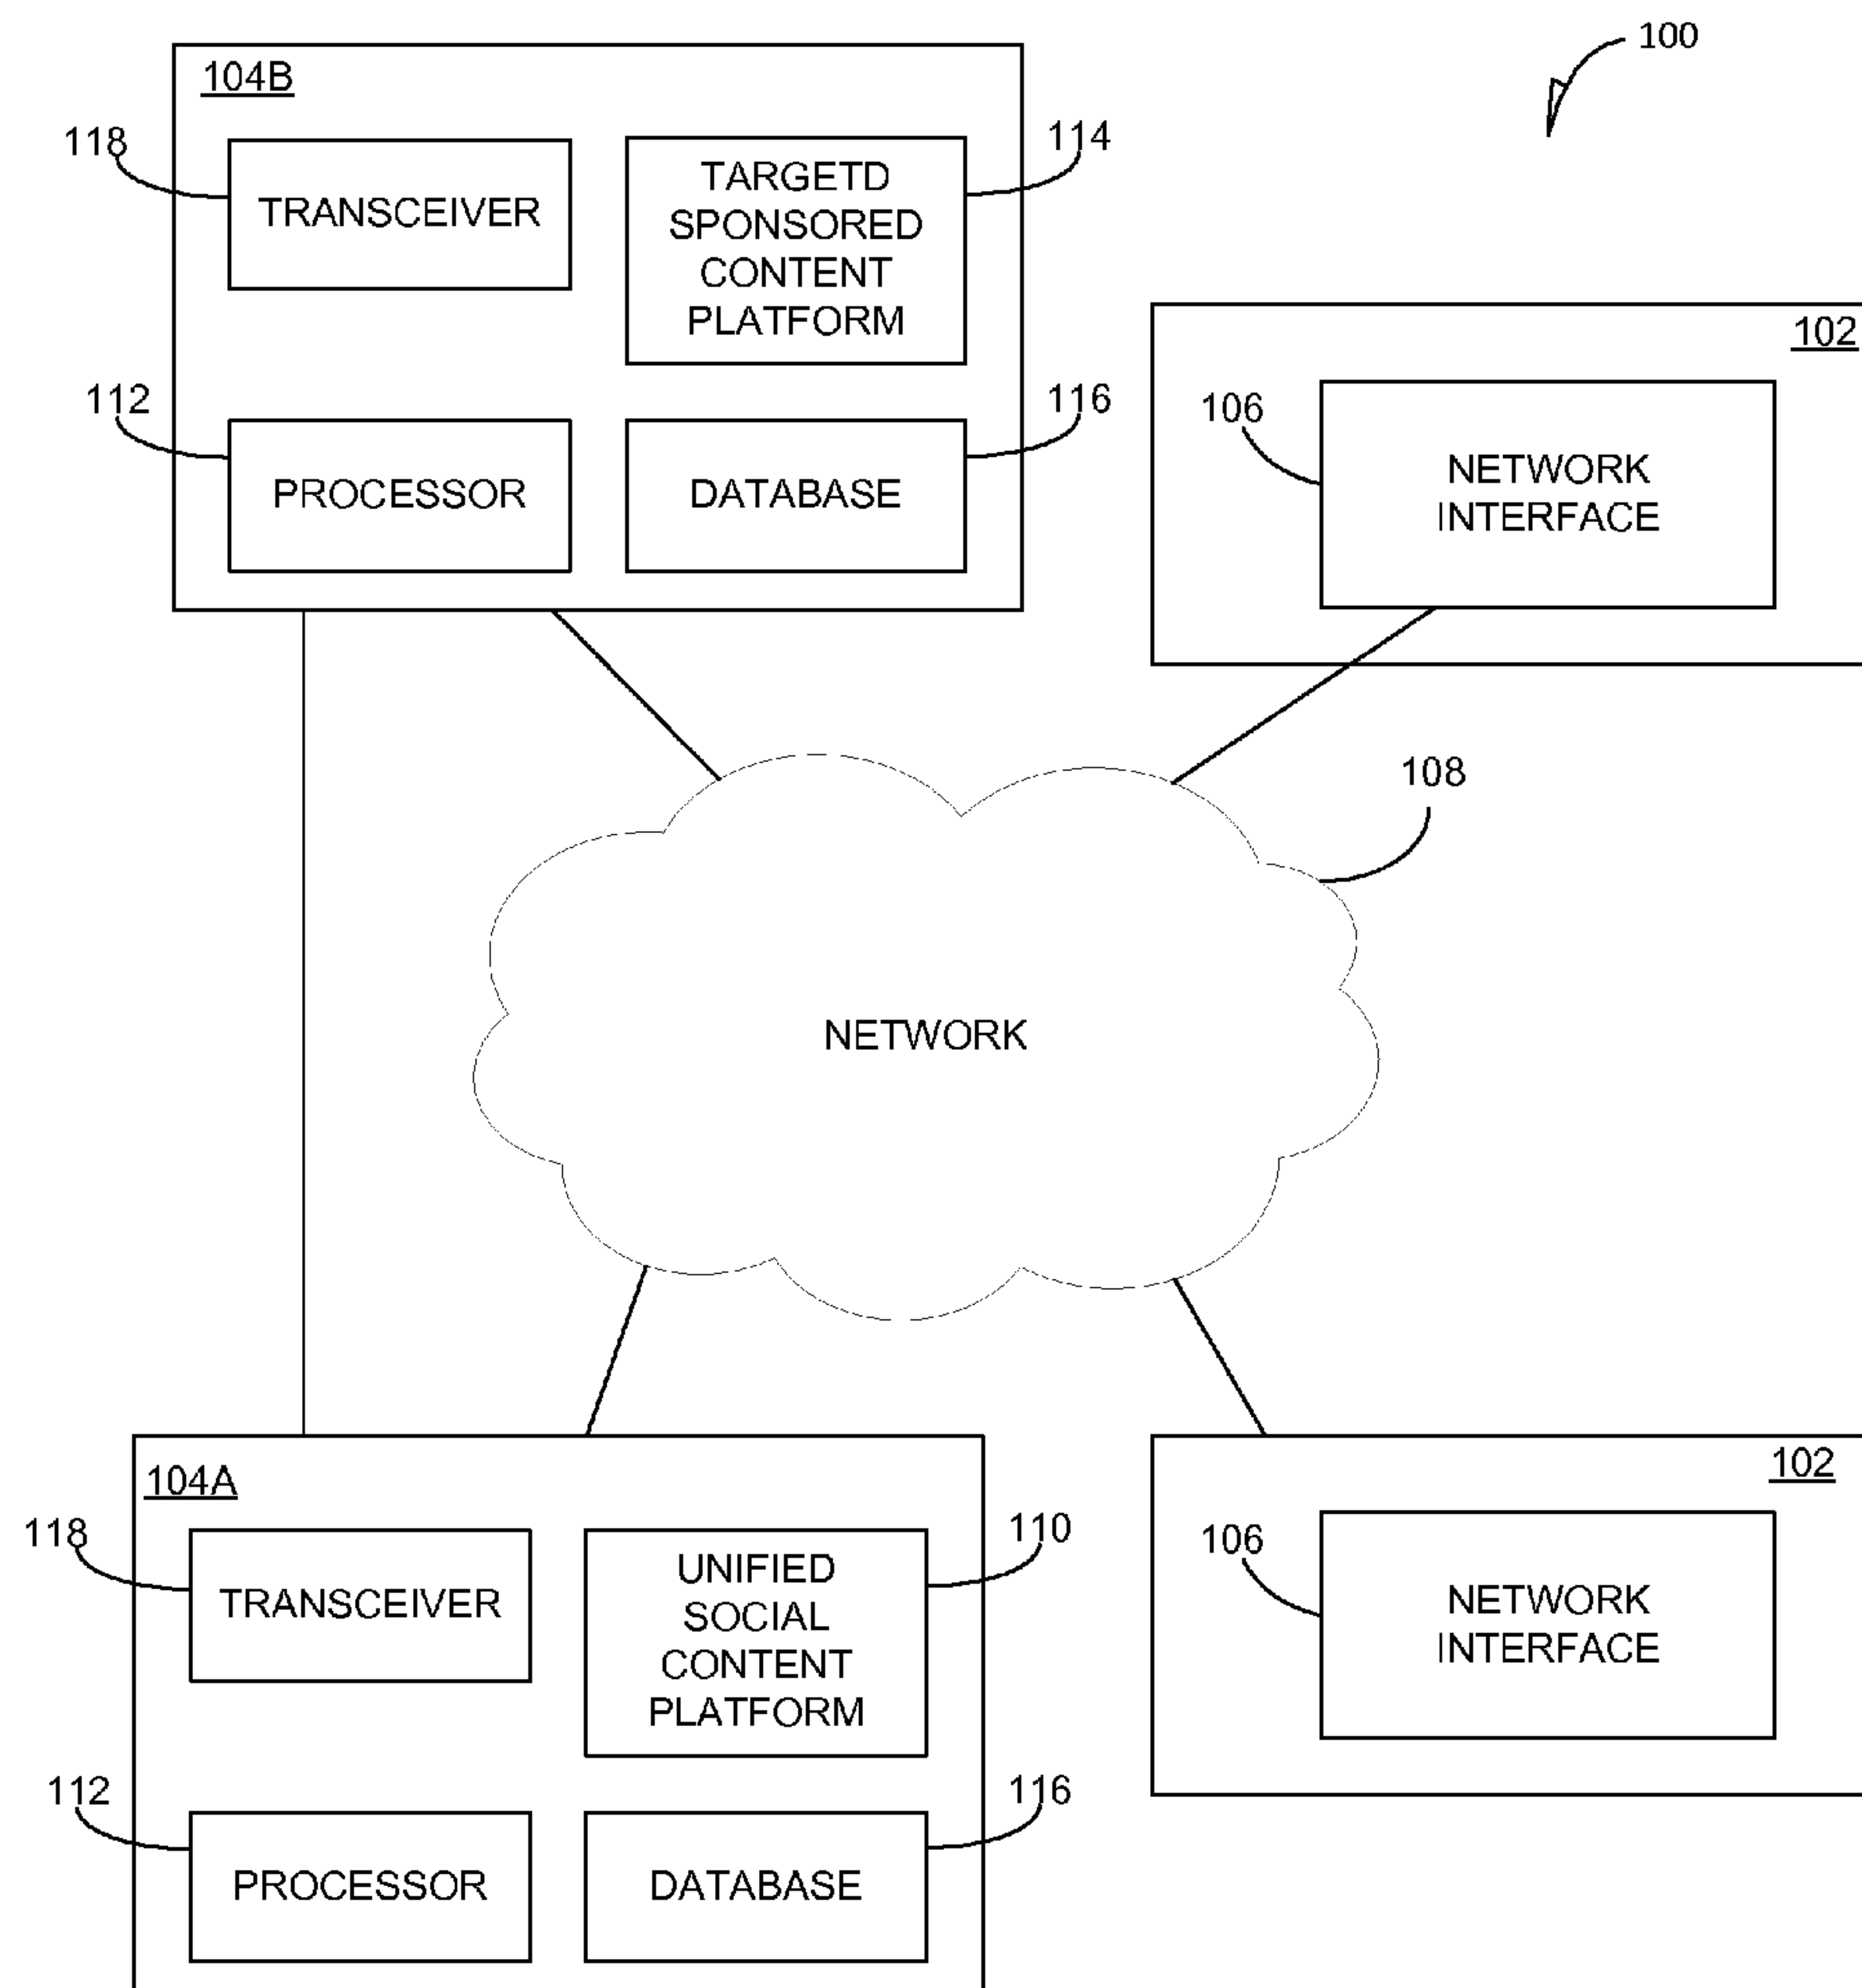 100
104B
118
TRANSCEIVER
114
TARGETD
SPONSORED
CONTENT
PLATFORM
112
PROCESSOR
116
DATABASE
102
106
NETWORK
INTERFACE
108
NETWORK
104A
118
TRANSCEIVER
110
UNIFIED
SOCIAL
CONTENT
PLATFORM
112
PROCESSOR
116
DATABASE
102
106
NETWORK
INTERFACE